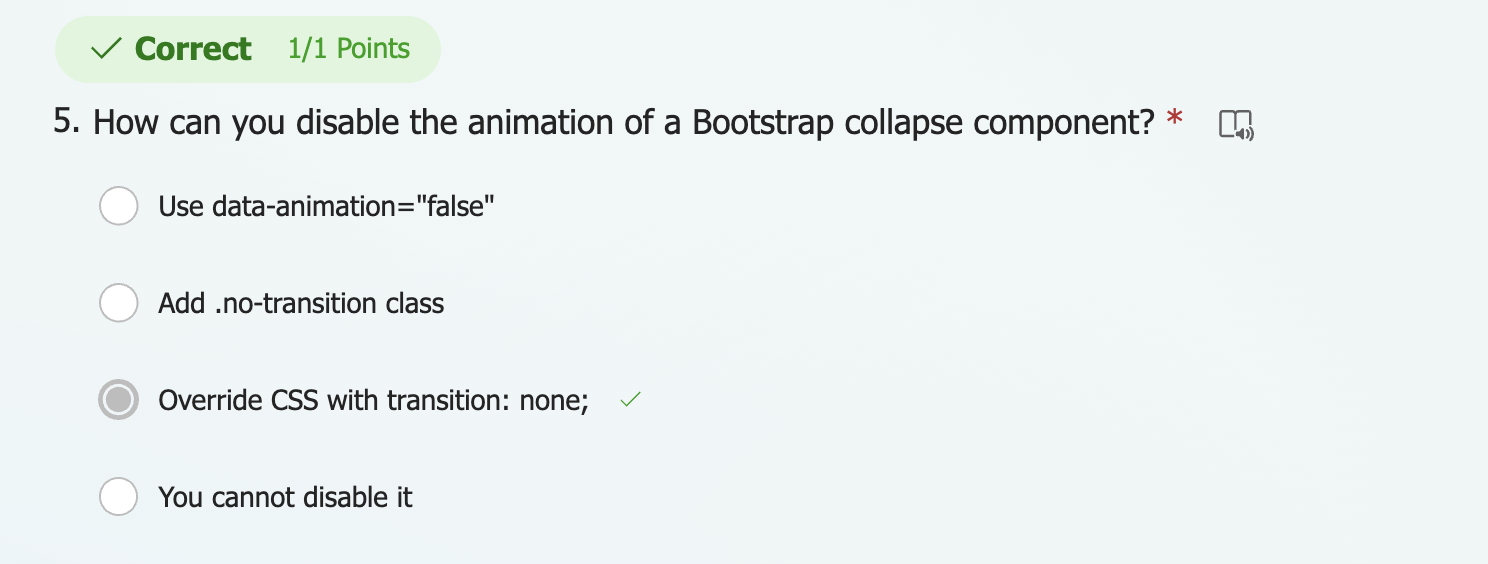 Correct 1/1 Points
5. How can you disable the animation of a Bootstrap collapse component? *
Use data-animation="false"
Add .no-transition class
Override CSS with transition: none;
You cannot disable it